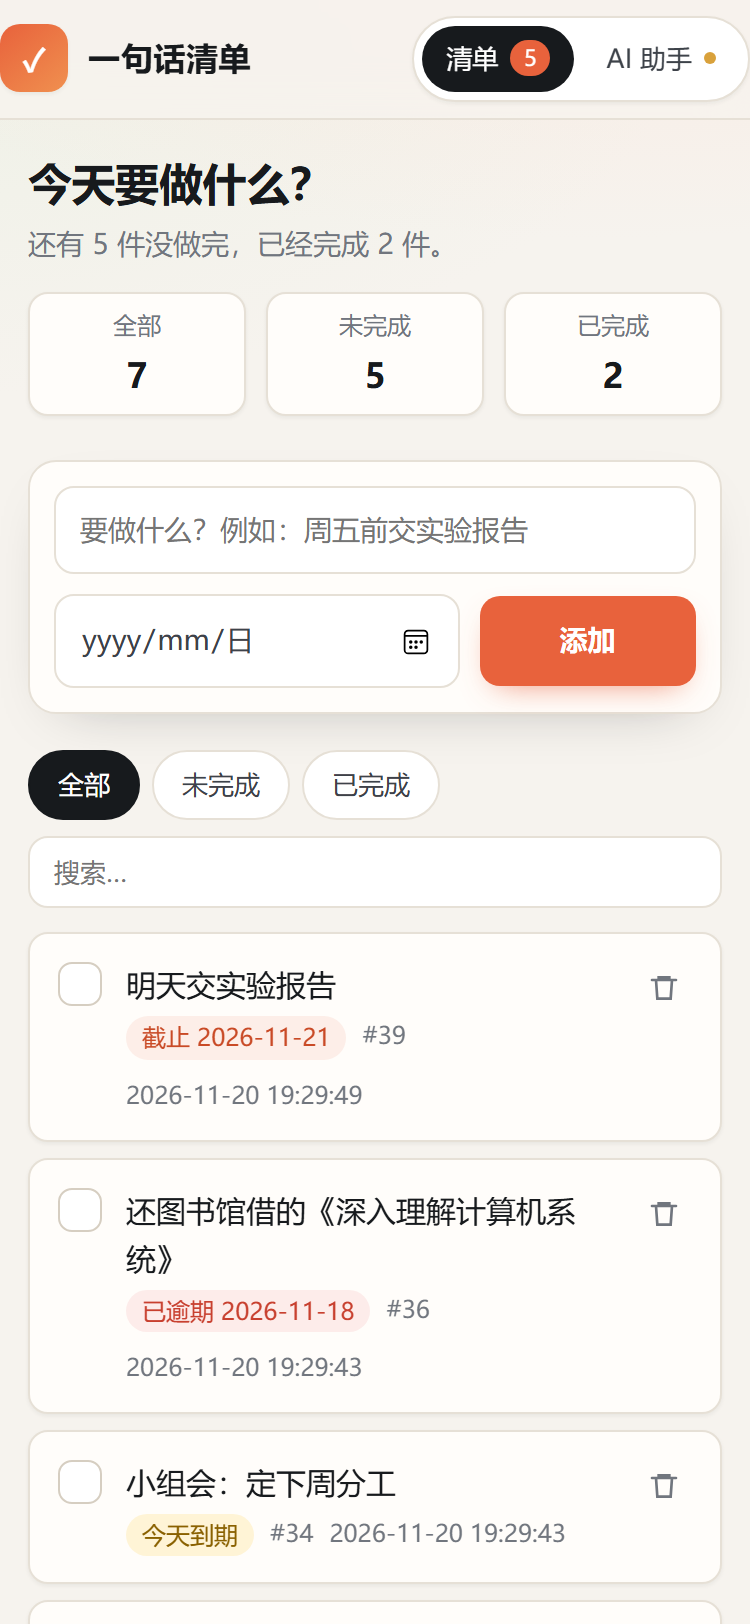 一句话清单
清单 5
AI 助手
今天要做什么？
还有 5 件没做完，已经完成 2 件。
全部
未完成
已完成
7
5
2
要做什么？例如：周五前交实验报告
yyyy/mm/日
添加
全部
未完成
已完成
搜索...
明天交实验报告
截止 2026-11-21 #39
2026-11-20 19:29:49
还图书馆借的《深入理解计算机系
统》
已逾期 2026-11-18 #36
2026-11-20 19:29:43
小组会：定下周分工
今天到期 #34 2026-11-20 19:29:43